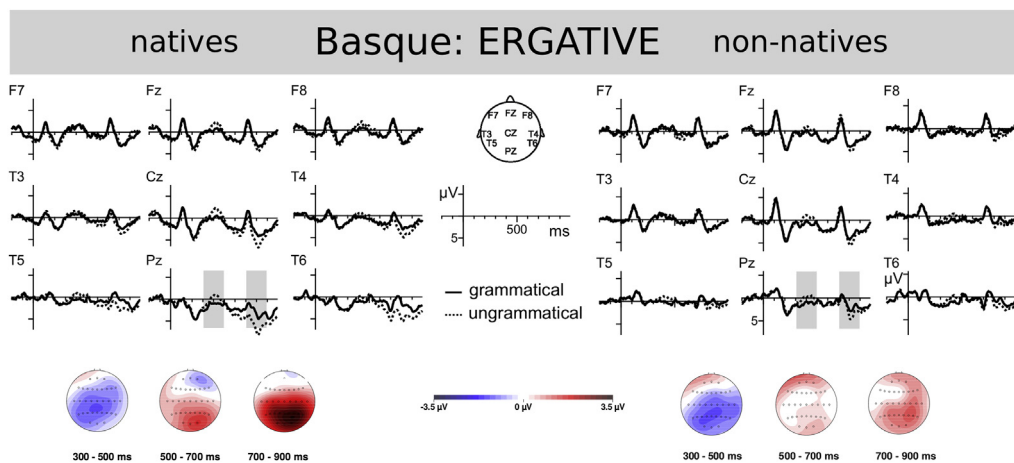 natives Basque: ERGATIVE non-natives
F7 Fz F8
T3 Cz T4
T5 Pz T6
FZ
F7 F8
T3 CZ T4
T5 T6
PZ
µV
5
500 ms
grammatical
ungrammatical
F7 Fz F8
T3 Cz T4
T5 Pz T6
µV
5
-3.5 µV 0 µV 3.5 µV
300 - 500 ms 500 - 700 ms 700 - 900 ms
300 - 500 ms 500 - 700 ms 700 - 900 ms